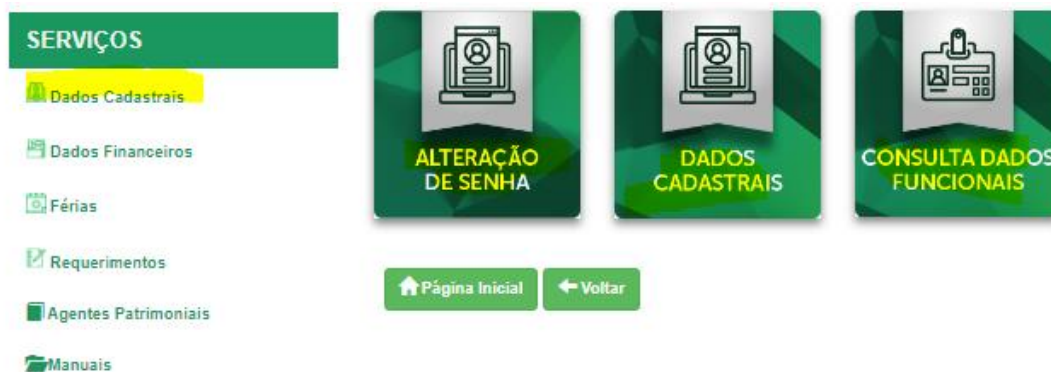 SERVIÇOS
Dados Cadastrais
Dados Financeiros
Férias
Requerimentos
Agentes Patrimoniais
Manuais
ALTERAÇÃO
DE SENHA
DADOS
CADASTRAIS
CONSULTA DADOS
FUNCIONAIS
Página Inicial
Voltar